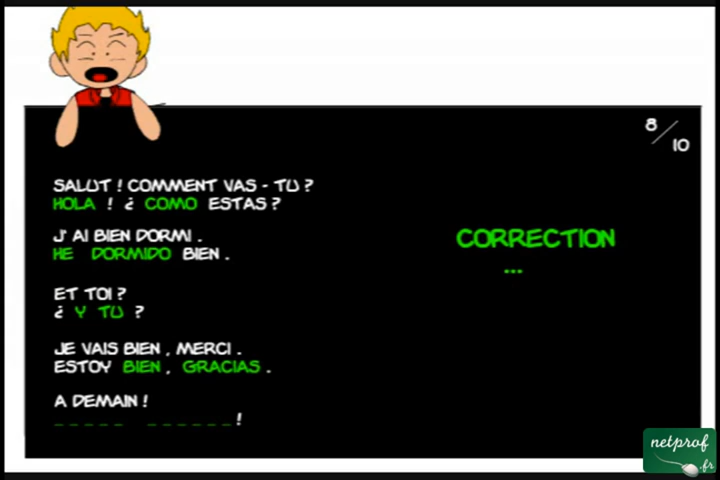 8/10
SALUT ! COMMENT VAS - TU ?
HOLA ! ¿ COMO ESTAS ?
J' AI BIEN DORMI .
HE DORMIDO BIEN .
CORRECTION
...
ET TOI ?
¿ Y TU ?
JE VAIS BIEN , MERCI .
ESTOY BIEN , GRACIAS .
A DEMAIN !
_ _ _ _ _ _ _ _ _ _ _ !
netprof
.fr